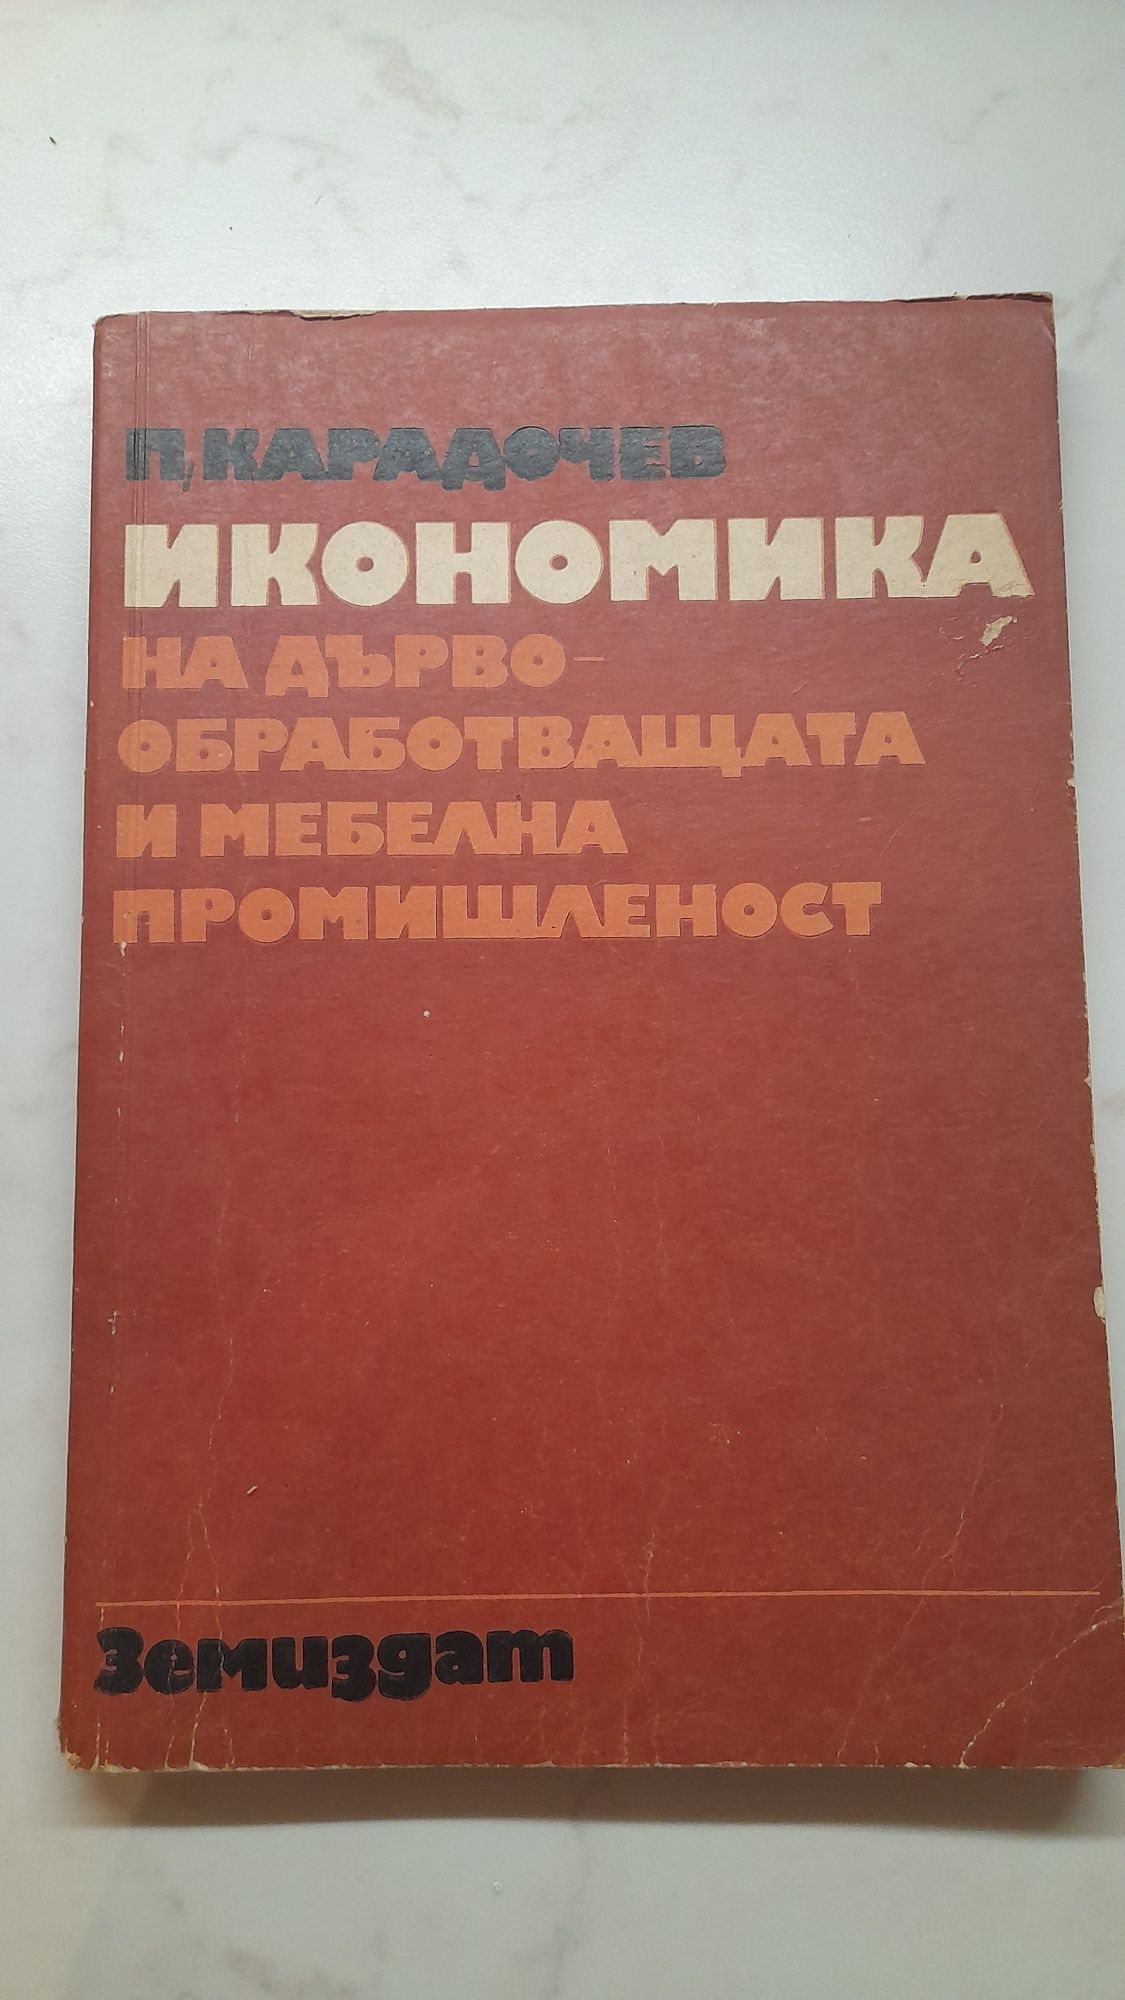 П, КАРАДОЧЕВ
ИКОНОМИКА
НА ДЪРВО-
ОБРАБОТВАЩАТА
И МЕБЕЛНА
ПРОМИШЛЕНОСТ
Земиздат